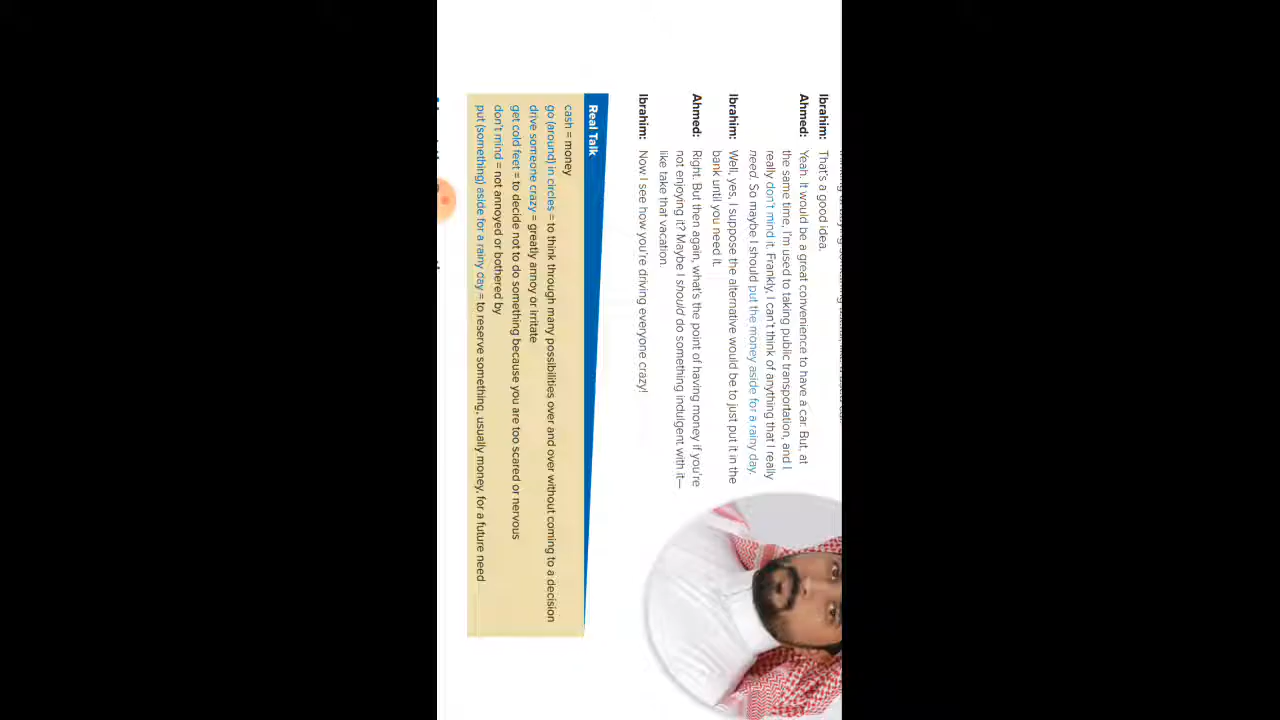 Ibrahim: That's a good idea.
Ahmed: Yeah. It would be a great convenience to have a car. But, at
the same time, I'm used to taking public transportation, and I
really don't mind it. Frankly, I can't think of anything that I really
need. So maybe I should put the money aside for a rainy day.
Ibrahim: Well, yes, I suppose the alternative would be to just put it in the
bank until you need it.
Ahmed: Right. But then again, what's the point of having money if you're
not enjoying it? Maybe I should do something indulgent with it—
like take that vacation.
Ibrahim: Now I see how you're driving everyone crazy!
Real Talk
cash = money
go (around) in circles = to think through many possibilities over and over without coming to a decision
drive someone crazy = greatly annoy or irritate
get cold feet = to decide not to do something because you are too scared or nervous
don't mind = not annoyed or bothered by
put (something) aside for a rainy day = to reserve something, usually money, for a future need